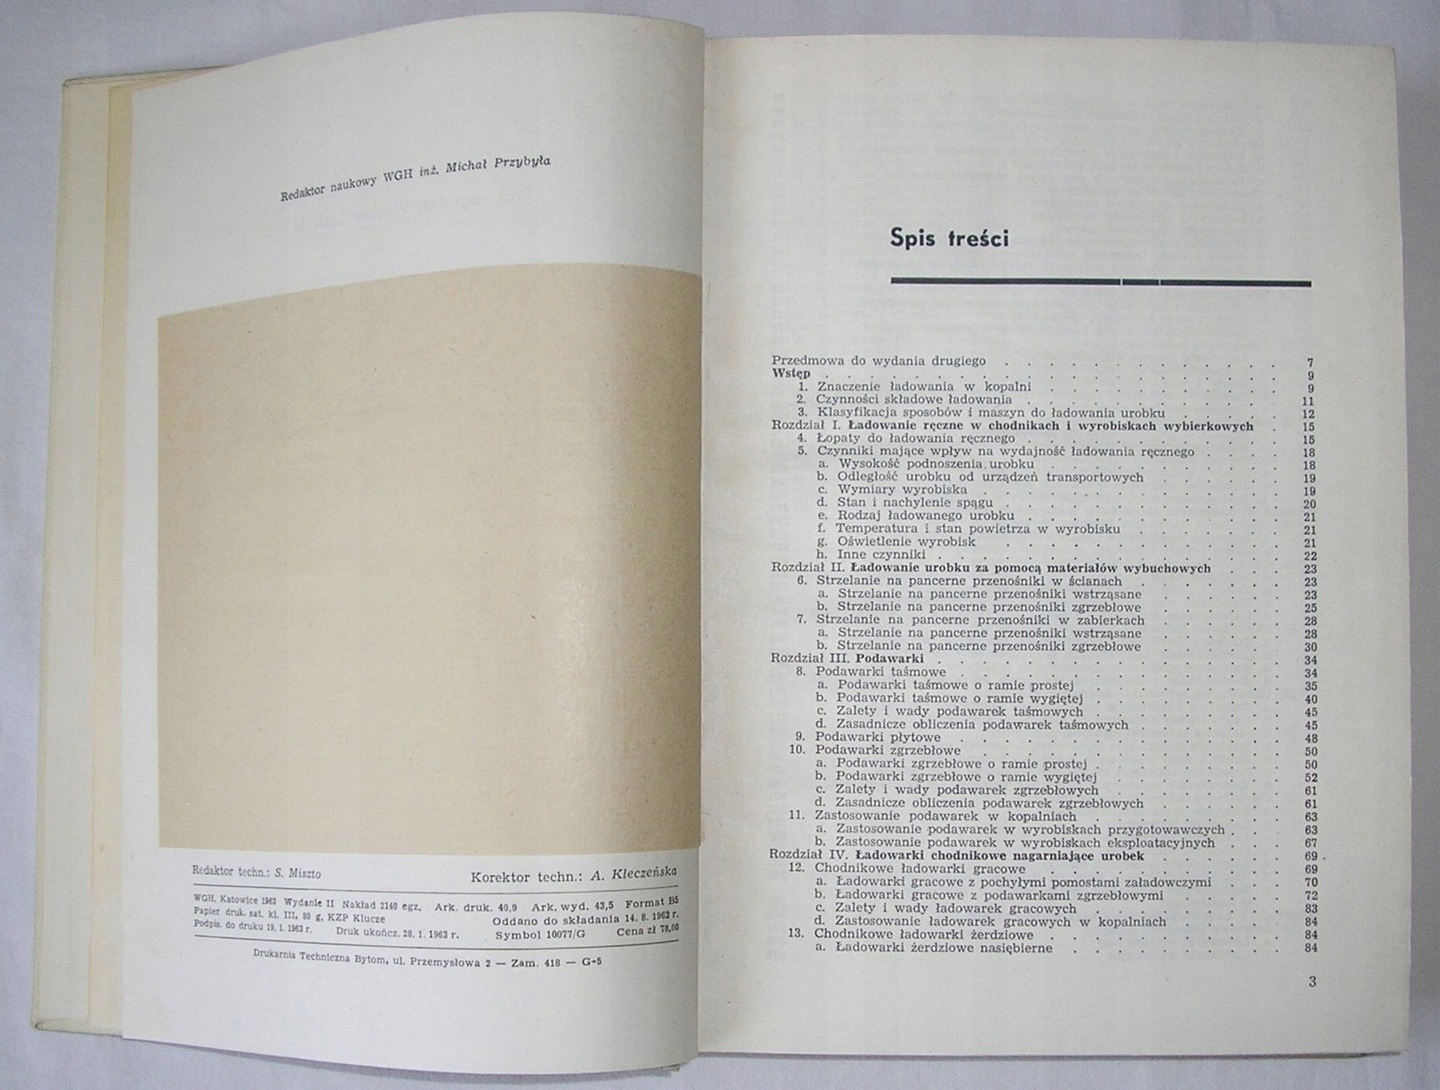 Redaktor naukowy WGH inż. Michał Przybyła
Redaktor techn.: S. Miszto Korektor techn.: A. Kłeczeńska
WGH. Katowice 1963 Wydanie II Nakład 2140 egz. Ark. druk. 40,9 Ark. wyd. 43,5 Format B5
Papier druk. sat. kl. III, 80 g. KZP Klucze Oddano do składania 14. 8. 1962 r.
Podpis. do druku 19. 1. 1963 r. Druk ukończ. 28. 1. 1963 r. Symbol 10077/G Cena zł 78,00
Drukarnia Techniczna Bytom, ul. Przemysłowa 2 — Zam. 418 — G-5
Spis treści
Przedmowa do wydania drugiego . . . . . . . . . . . . 7
Wstęp . . . . . . . . . . . . . . . . . 9
1. Znaczenie ładowania w kopalni . . . . . . . . . . 9
2. Czynności składowe ładowania . . . . . . . . . . 11
3. Klasyfikacja sposobów i maszyn do ładowania urobku . . . . . 12
Rozdział I. Ładowanie ręczne w chodnikach i wyrobiskach wybierkowych . 15
4. Łopaty do ładowania ręcznego . . . . . . . . . . 15
5. Czynniki mające wpływ na wydajność ładowania ręcznego . . . . 18
a. Wysokość podnoszenia urobku . . . . . . . . . 18
b. Odległość urobku od urządzeń transportowych . . . . . 19
c. Wymiary wyrobiska . . . . . . . . . . . 19
d. Stan i nachylenie spągu . . . . . . . . . . 20
e. Rodzaj ładowanego urobku . . . . . . . . . . 21
f. Temperatura i stan powietrza w wyrobisku . . . . . . 21
g. Oświetlenie wyrobisk . . . . . . . . . . 21
h. Inne czynniki . . . . . . . . . . . . . 22
Rozdział II. Ładowanie urobku za pomocą materiałów wybuchowych . . . 23
6. Strzelanie na pancerne przenośniki w ścianach . . . . . . 23
a. Strzelanie na pancerne przenośniki wstrząsane . . . . . 23
b. Strzelanie na pancerne przenośniki zgrzebłowe . . . . . 25
7. Strzelanie na pancerne przenośniki w zabierkach . . . . . 28
a. Strzelanie na pancerne przenośniki wstrząsane . . . . . 28
b. Strzelanie na pancerne przenośniki zgrzebłowe . . . . . 30
Rozdział III. Podawarki . . . . . . . . . . . . . 34
8. Podawarki taśmowe . . . . . . . . . . . . 34
a. Podawarki taśmowe o ramie prostej . . . . . . . 35
b. Podawarki taśmowe o ramie wygiętej . . . . . . . 40
c. Zalety i wady podawarek taśmowych . . . . . . . 45
d. Zasadnicze obliczenia podawarek taśmowych . . . . . . 45
9. Podawarki płytowe . . . . . . . . . . . . 48
10. Podawarki zgrzebłowe . . . . . . . . . . . 50
a. Podawarki zgrzebłowe o ramie prostej . . . . . . . 50
b. Podawarki zgrzebłowe o ramie wygiętej . . . . . . 52
c. Zalety i wady podawarek zgrzebłowych . . . . . . 61
d. Zasadnicze obliczenia podawarek zgrzebłowych . . . . . 61
11. Zastosowanie podawarek w kopalniach . . . . . . . 63
a. Zastosowanie podawarek w wyrobiskach przygotowawczych . . . 63
b. Zastosowanie podawarek w wyrobiskach eksploatacyjnych . . . 67
Rozdział IV. Ładowarki chodnikowe nagarniające urobek . . . . . 69
12. Chodnikowe ładowarki gracowe . . . . . . . . . 69
a. Ładowarki gracowe z pochyłymi pomostami załadowczymi . . . 70
b. Ładowarki gracowe z podawarkami zgrzebłowymi . . . . 72
c. Zalety i wady ładowarek gracowych . . . . . . . 83
d. Zastosowanie ładowarek gracowych w kopalniach . . . . 84
13. Chodnikowe ładowarki żerdziowe . . . . . . . . . 84
a. Ładowarki żerdziowe nasiębierne . . . . . . . . 84
3